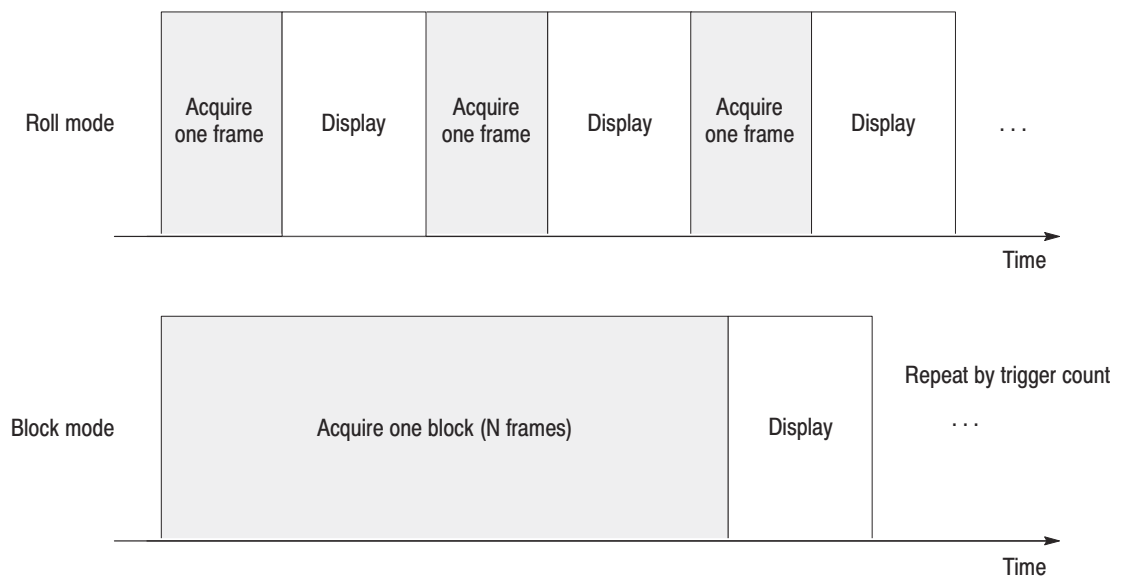 Roll mode
Acquire
one frame
Display
Acquire
one frame
Display
Acquire
one frame
Display
. . .
Time
Block mode
Acquire one block (N frames)
Display
Repeat by trigger count
. . .
Time